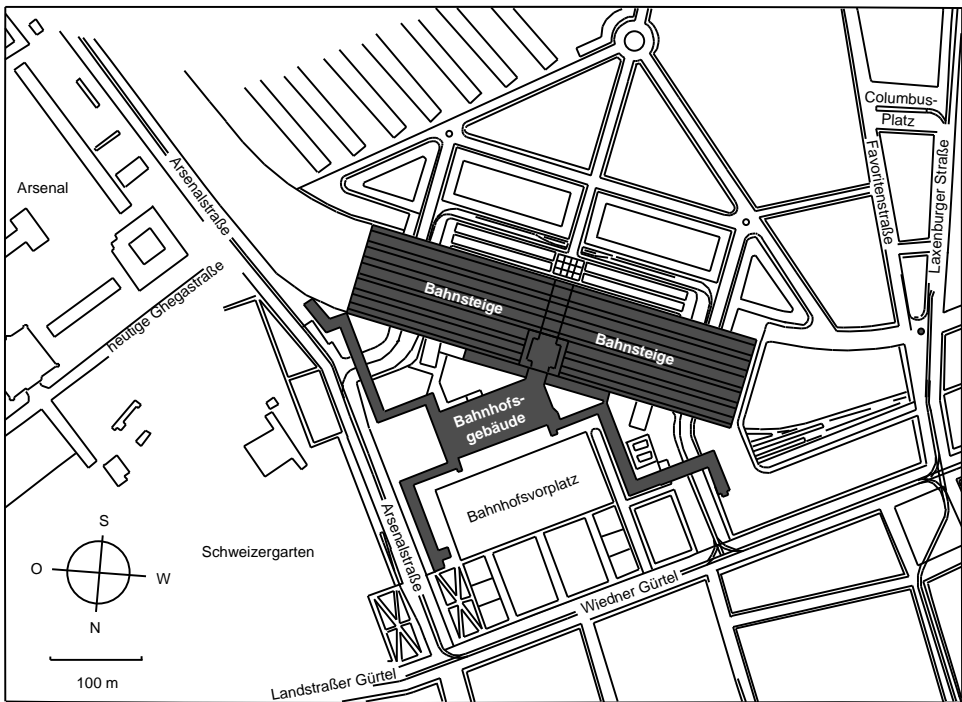 Columbus-
Platz
Arsenalstraße
Favoritenstraße
Laxenburger Straße
Arsenal
heutige Ghegastraße
Bahnsteige
Bahnsteige
Bahnhofs-
gebäude
Bahnhofsvorplatz
Arsenalstraße
Schweizergarten
S
O
W
N
Wiedner Gürtel
100 m
Landstraßer Gürtel